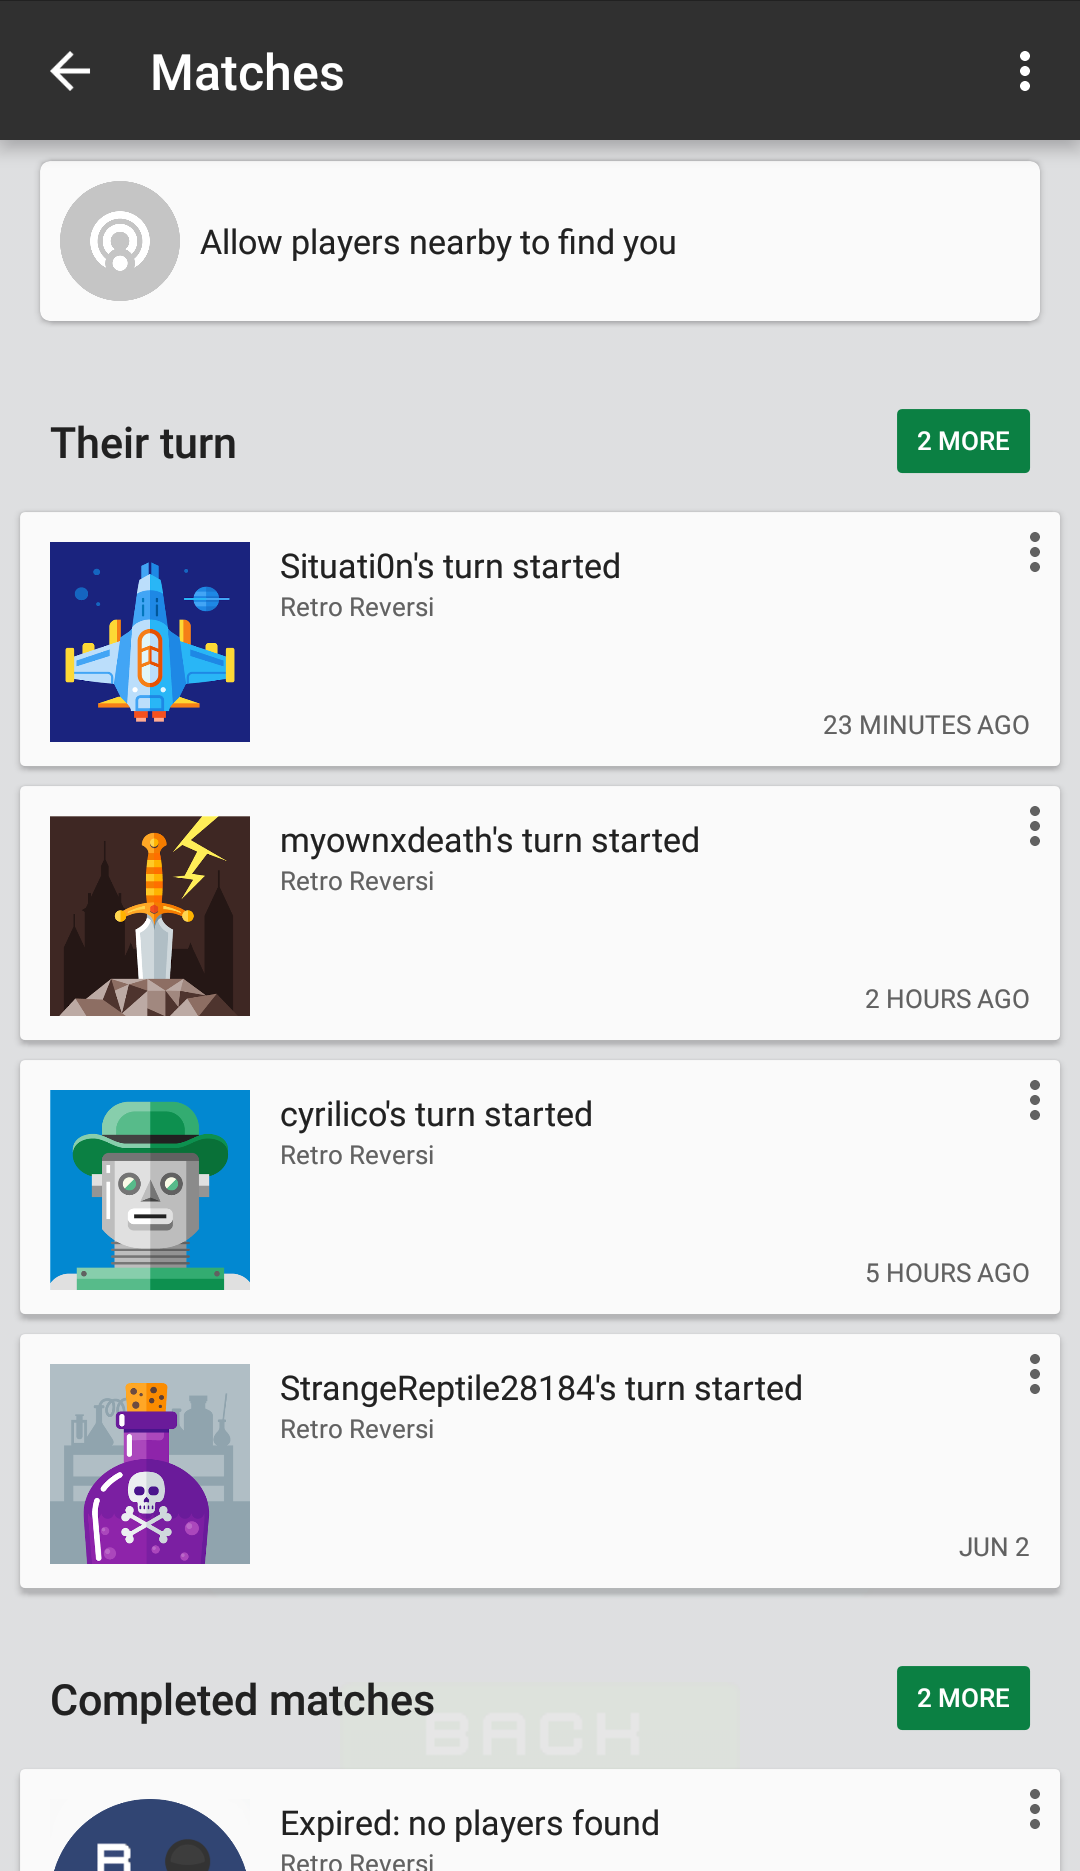 Matches
Allow players nearby to find you
Their turn
2 MORE
Situati0n's turn started
Retro Reversi
23 MINUTES AGO
myownxdeath's turn started
Retro Reversi
2 HOURS AGO
cyrilico's turn started
Retro Reversi
5 HOURS AGO
StrangeReptile28184's turn started
Retro Reversi
JUN 2
Completed matches
2 MORE
BACK
Expired: no players found
Retro Reversi
R